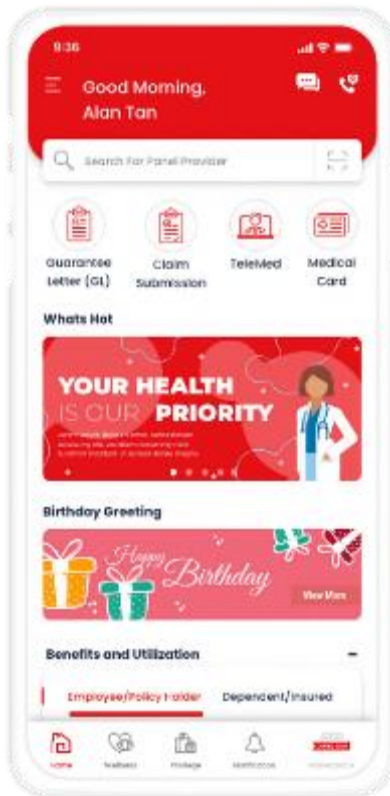 9:36
Good Morning,
Alan Tan
Search For Panel Provider
Guarantee
Letter (GL)
Claim
Submission
TeleMed
Medical
Card
Whats Hot
YOUR HEALTH
IS OUR PRIORITY
Birthday Greeting
Happy
Birthday
View More
Benefits and Utilization
Employee/Policy Holder
Dependent/Insured
Home
Wellness
Privilege
Notification